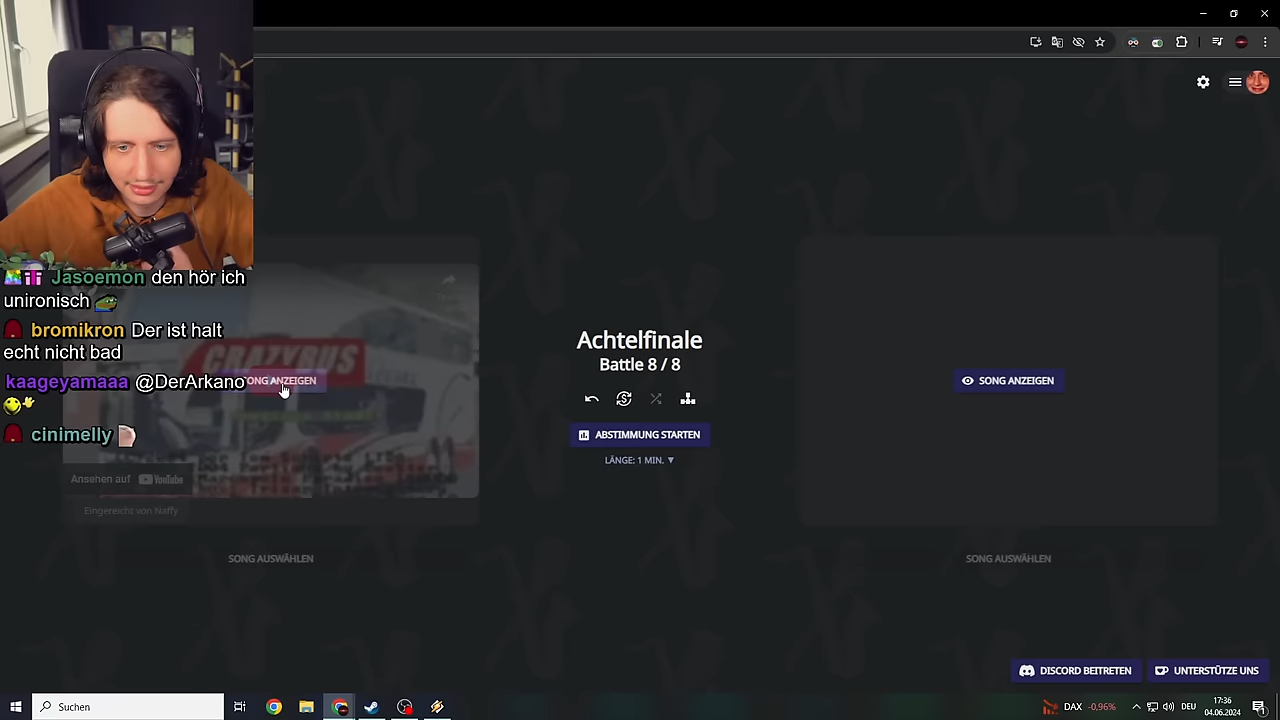 Jasoemon den hör ich
unironisch
bromikron Der ist halt
echt nicht bad
kaageyamaaa @DerArkano
cinimelly
CRAZYBUS
SONG ANZEIGEN
Ansehen auf YouTube
Eingereicht von Naffy
SONG AUSWÄHLEN
Achtelfinale
Battle 8 / 8
ABSTIMMUNG STARTEN
LÄNGE: 1 MIN. ▼
SONG ANZEIGEN
SONG AUSWÄHLEN
DISCORD BEITRETEN
UNTERSTÜTZE UNS
Suchen
DAX -0,96%
DEU
17:36
04.06.2024